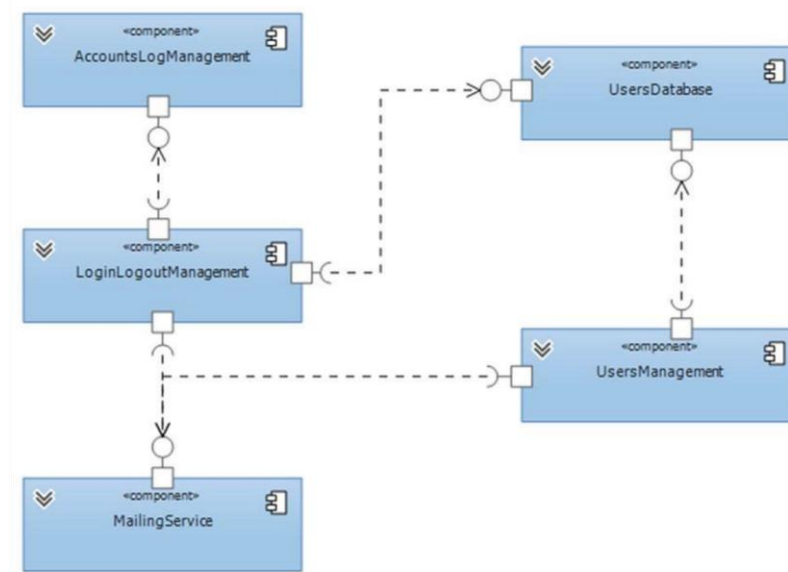 «component»
AccountsLogManagement
«component»
UsersDatabase
«component»
LoginLogoutManagement
«component»
UsersManagement
«component»
MailingService